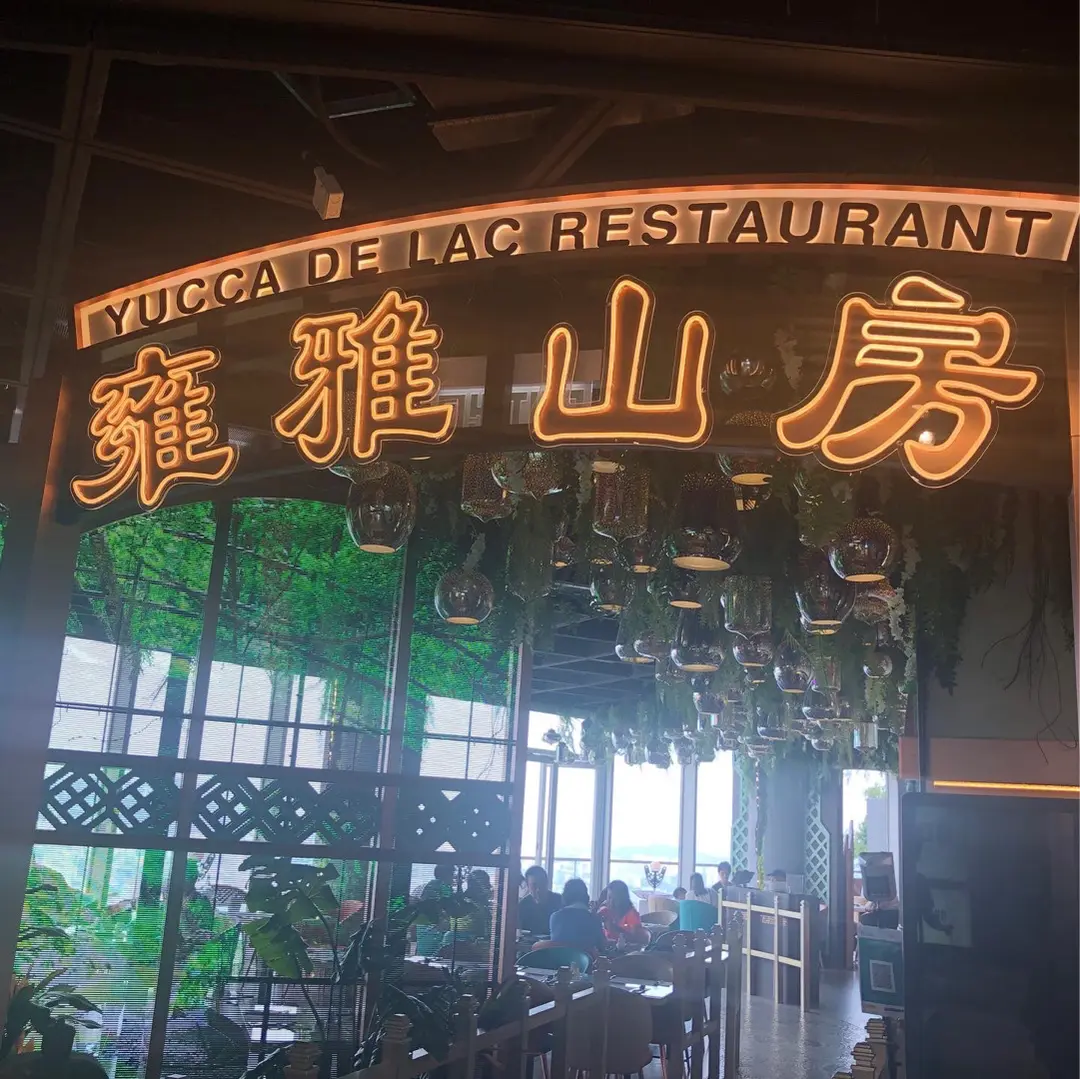 YUCCA DE LAC RESTAURANT
雍雅山房